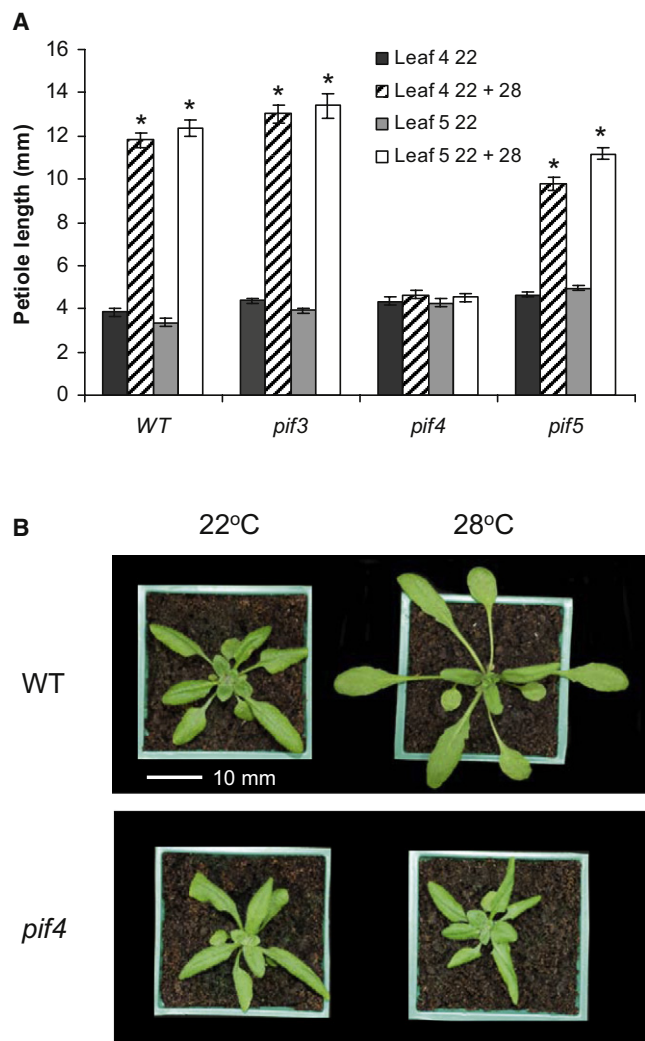 A
16
14
12
10
8
6
4
2
0
Petiole length (mm)
Leaf 4 22
Leaf 4 22 + 28
Leaf 5 22
Leaf 5 22 + 28
* * * * * *
WT pif3 pif4 pif5
B
22°C 28°C
WT
10 mm
pif4